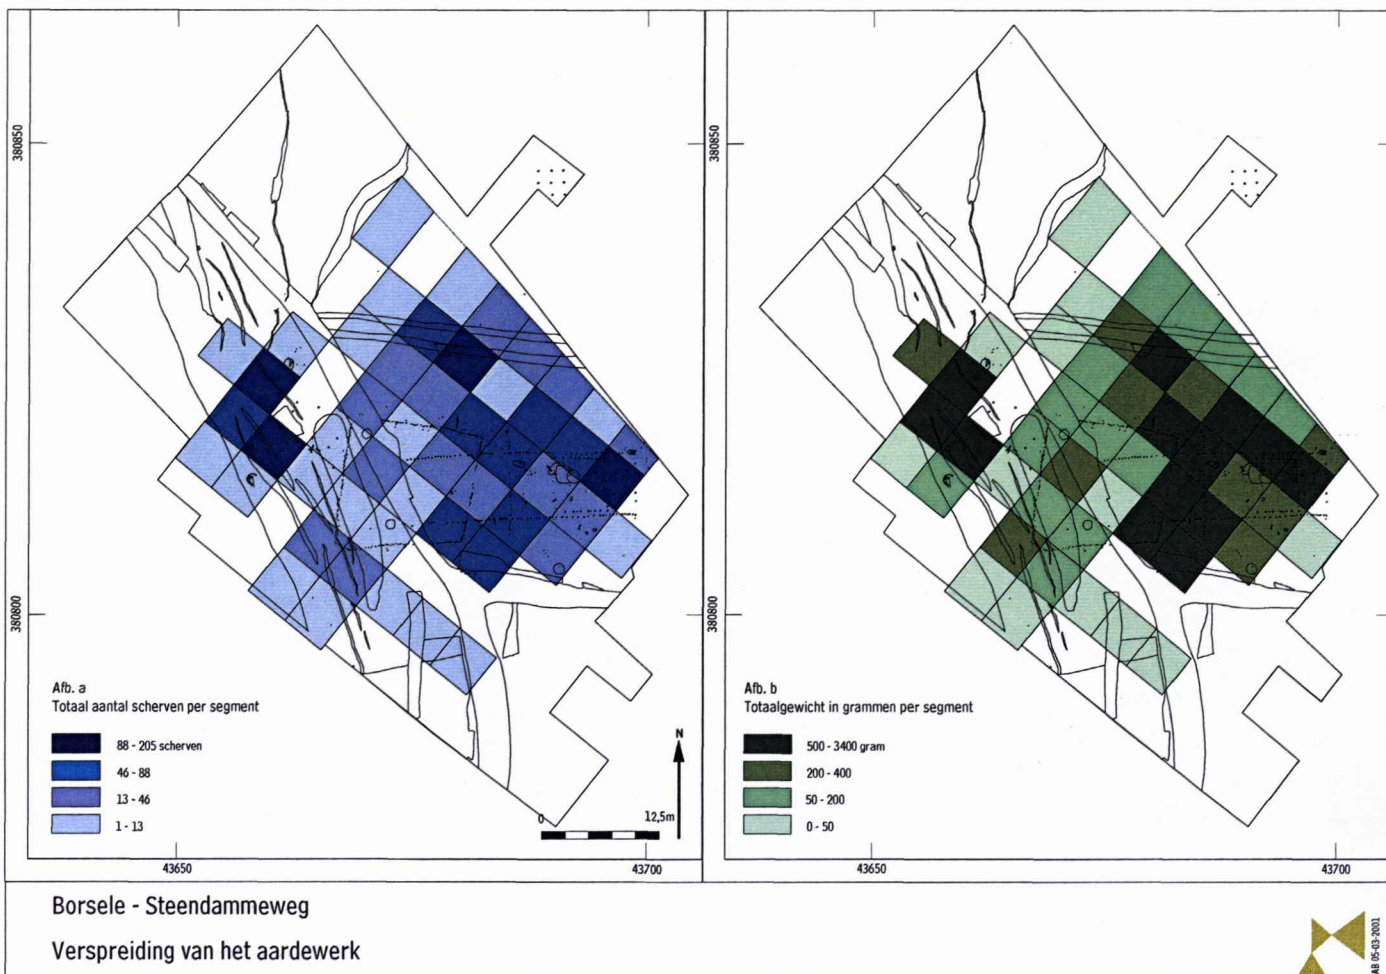 380850
380850
380800
380800
Afb. a
Totaal aantal scherven per segment
88 - 205 scherven
46 - 88
13 - 46
1 - 13
N
0
12,5m
43650
43700
Afb. b
Totaalgewicht in grammen per segment
500 - 3400 gram
200 - 400
50 - 200
0 - 50
43650
43700
Borsele - Steendammeweg
Verspreiding van het aardewerk
AB 05-03-2001